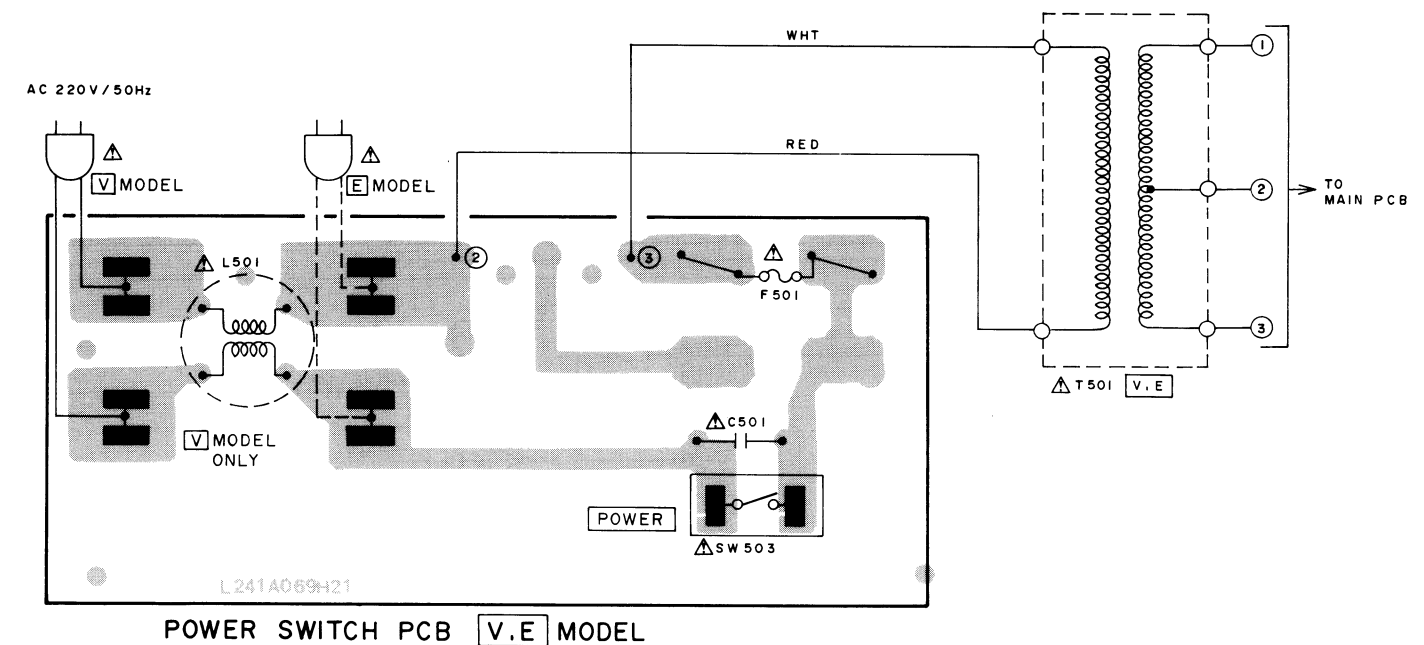 WHT
AC 220V/50Hz
RED
V MODEL
E MODEL
1
2
3
TO
MAIN PCB
L501
2
3
F501
T501 V.E
C501
V MODEL
ONLY
POWER
SW503
L241A069H21
POWER SWITCH PCB V.E MODEL